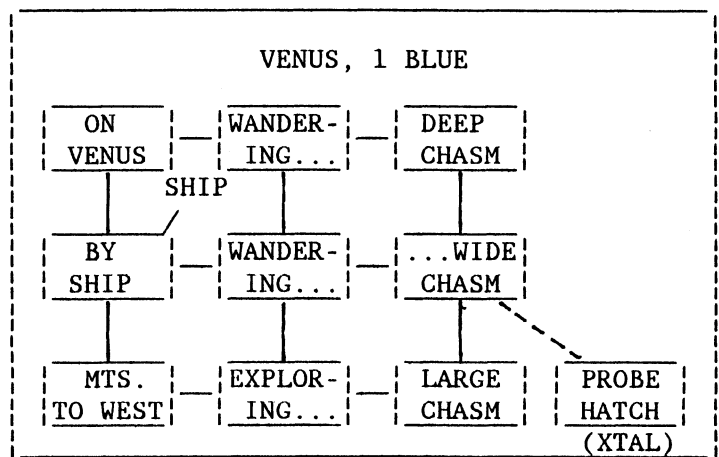 VENUS, 1 BLUE
ON
VENUS
WANDER-
ING...
DEEP
CHASM
SHIP
BY
SHIP
WANDER-
ING...
...WIDE
CHASM
MTS.
TO WEST
EXPLOR-
ING...
LARGE
CHASM
PROBE
HATCH
(XTAL)